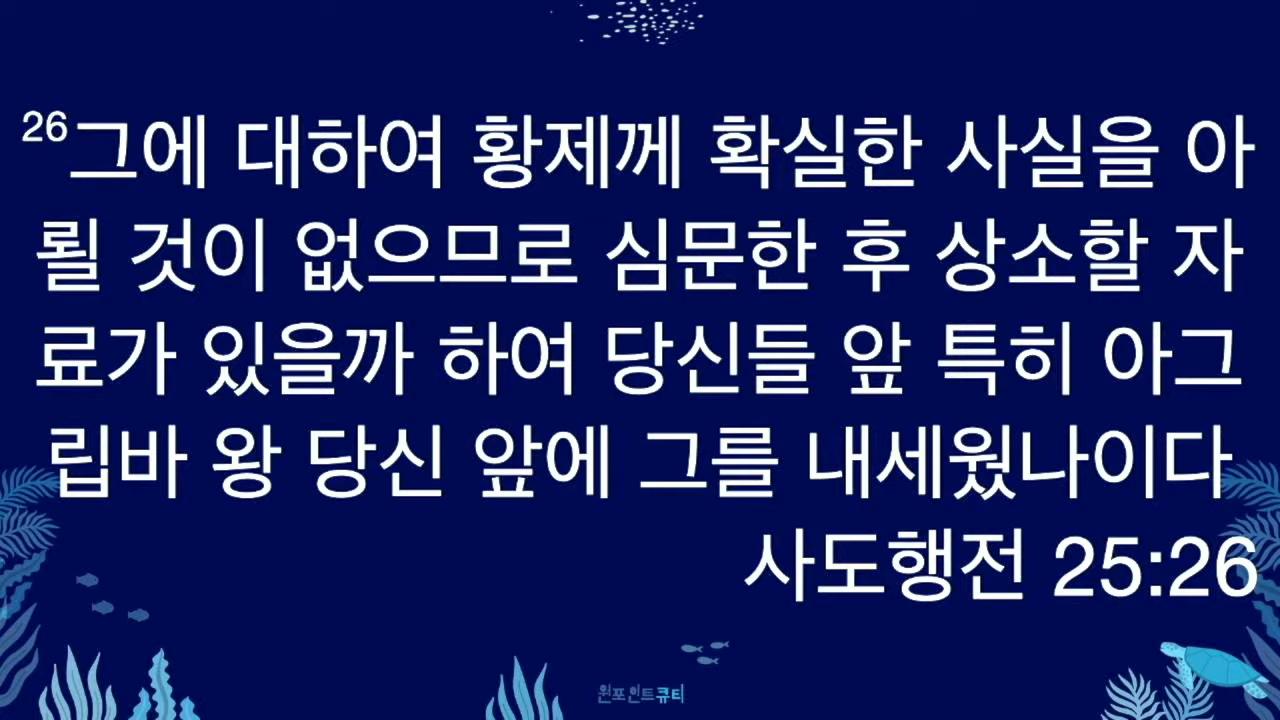 26그에 대하여 황제께 확실한 사실을 아
뢸 것이 없으므로 심문한 후 상소할 자
료가 있을까 하여 당신들 앞 특히 아그
립바 왕 당신 앞에 그를 내세웠나이다
사도행전 25:26
원포인트큐티